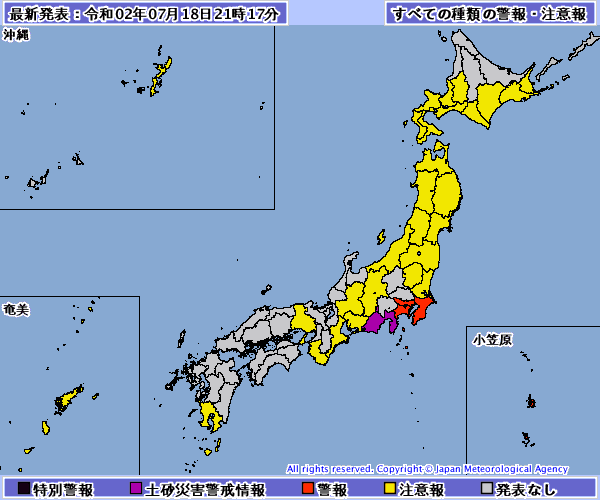 最新発表：令和02年07月18日21時17分
すべての種類の警報・注意報
沖縄
奄美
小笠原
All rights reserved. Copyright © Japan Meteorological Agency
特別警報 土砂災害警戒情報 警報 注意報 発表なし